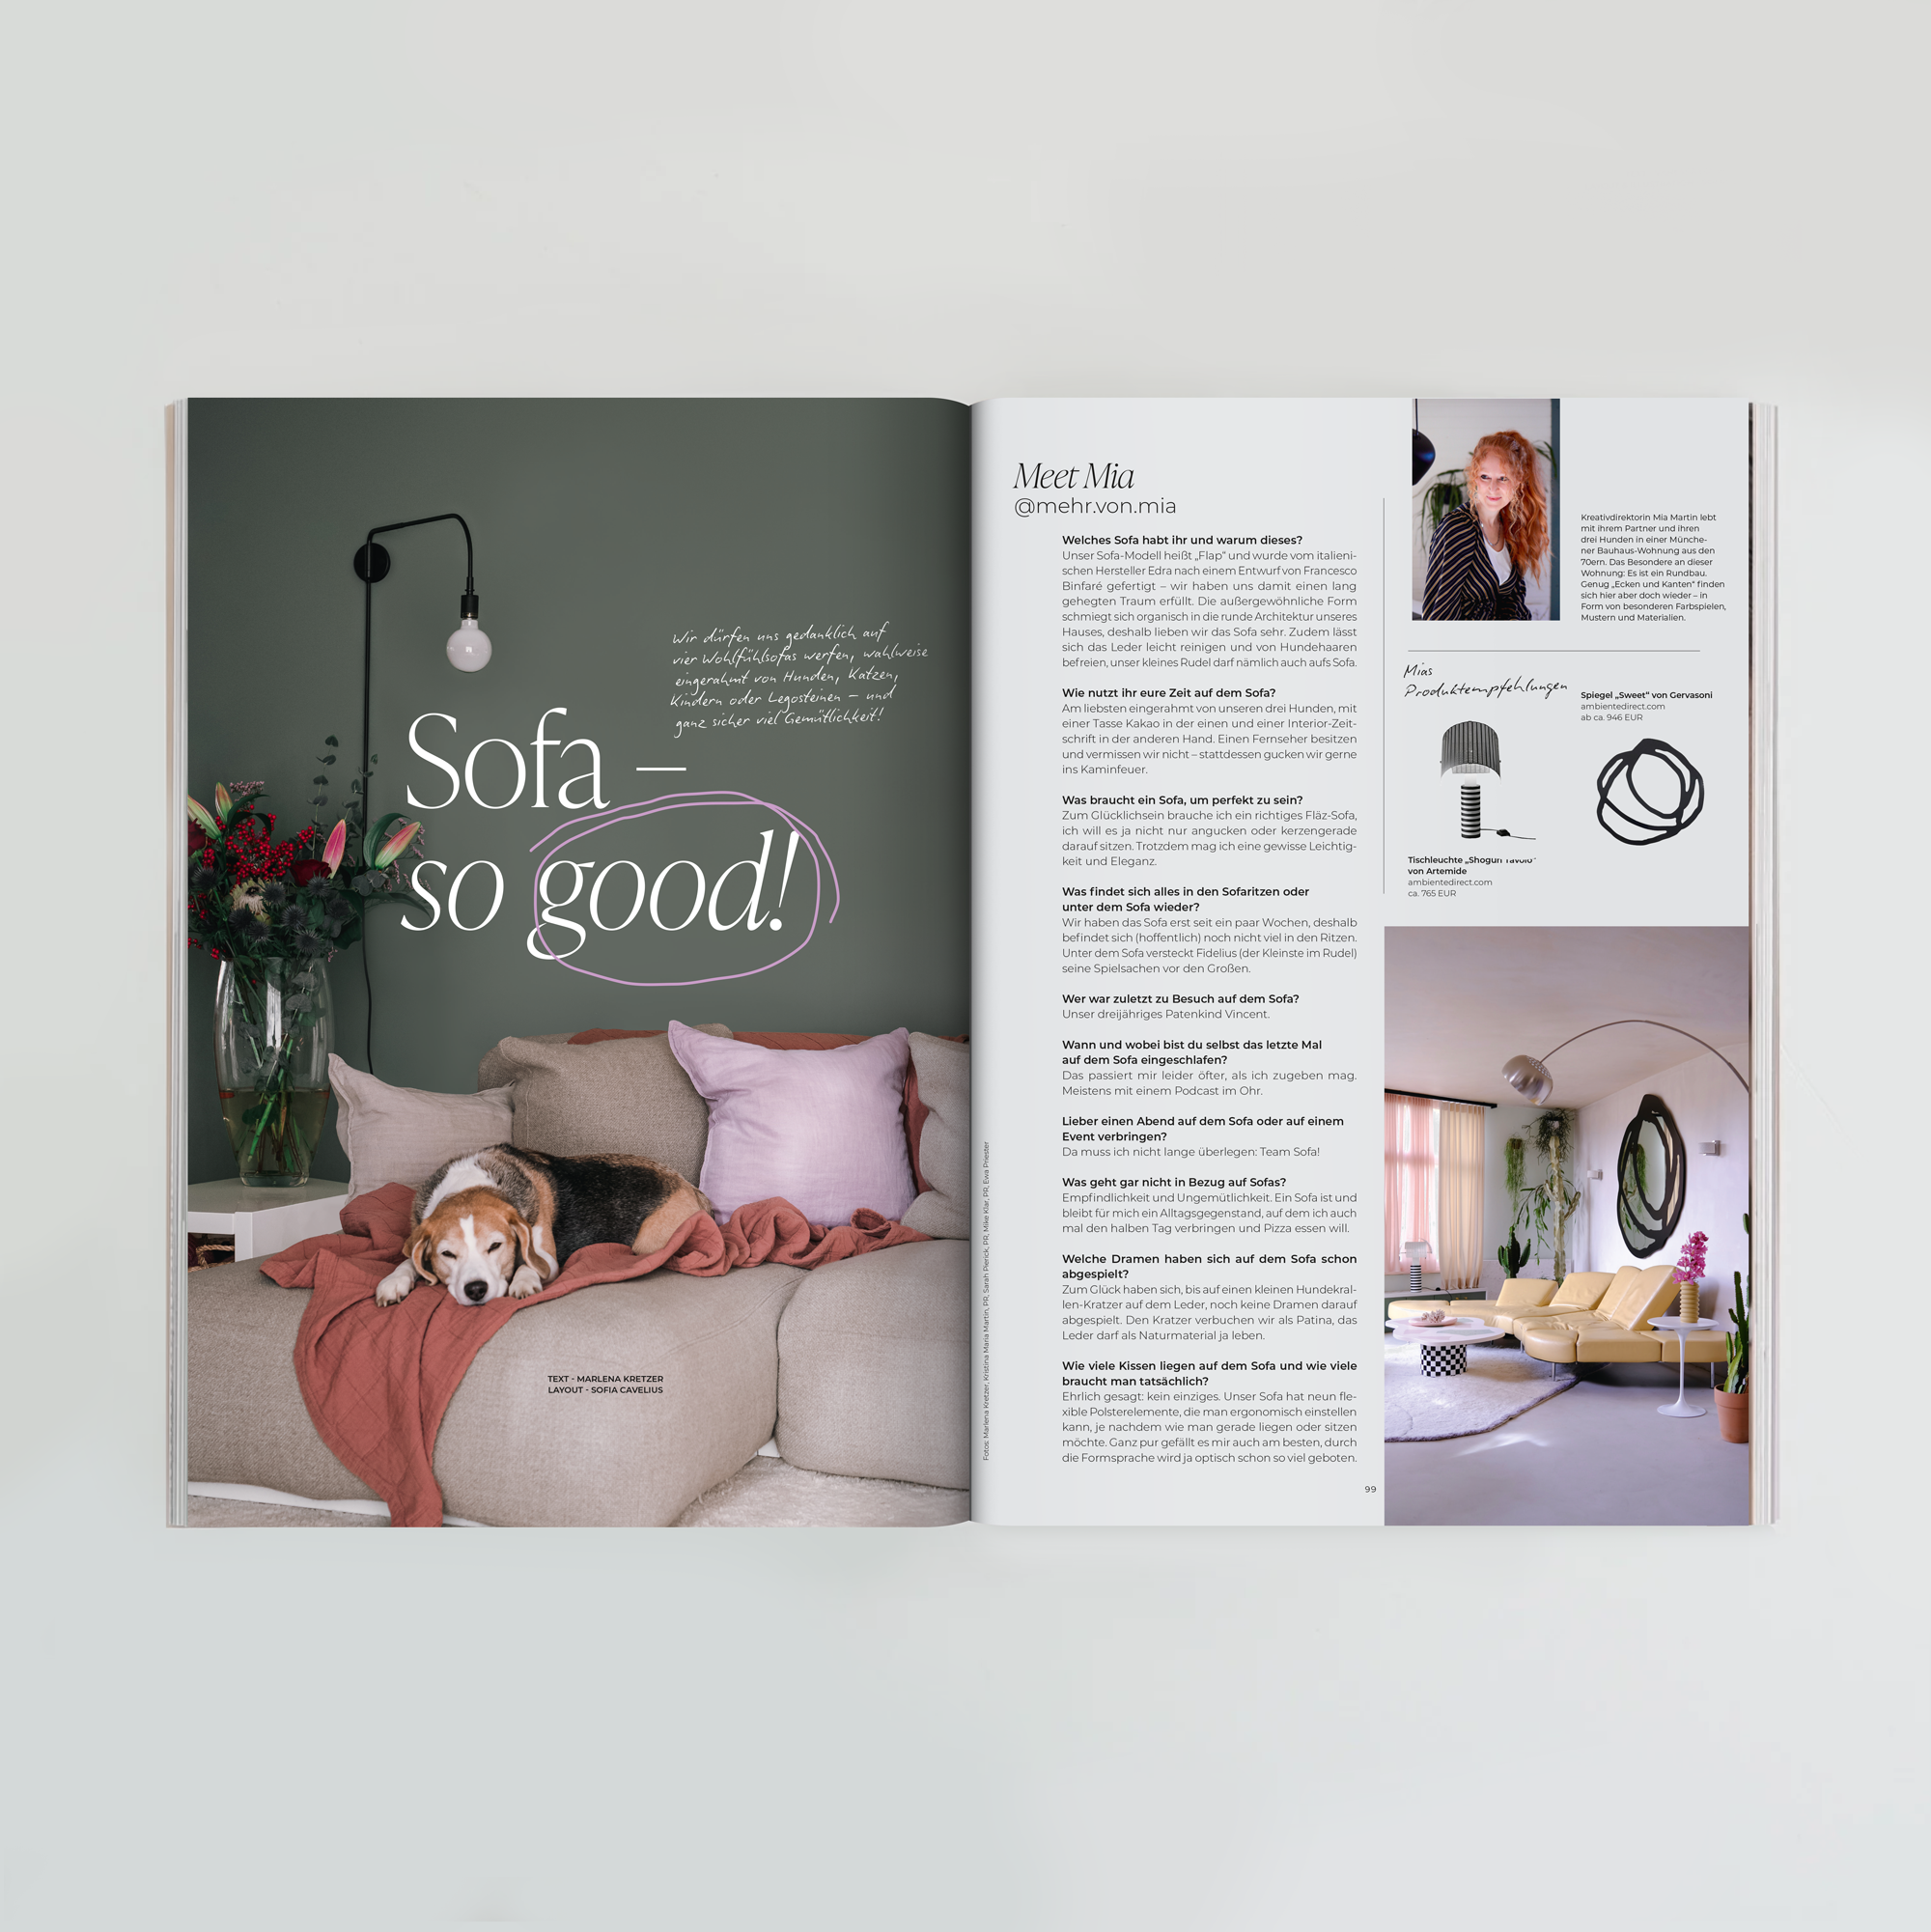 Wir dürfen uns gedanklich auf
vier Wohlfühlsofas werfen, wahlweise
eingerahmt von Hunden, Katzen,
Kindern oder Legosteinen – und
ganz sicher viel Gemütlichkeit!
Sofa –
so good!
TEXT - MARLENA KRETZER
LAYOUT - SOFIA CAVELIUS
Fotos: Marlena Kretzer, Kristina Maria Martin, PR, Sarah Plerick, PR, Mike Klar, PR, Ewa Priester
Meet Mia
@mehr.von.mia
Welches Sofa habt ihr und warum dieses?
Unser Sofa-Modell heißt „Flap“ und wurde vom italieni-
schen Hersteller Edra nach einem Entwurf von Francesco
Binfaré gefertigt – wir haben uns damit einen lang
gehegten Traum erfüllt. Die außergewöhnliche Form
schmiegt sich organisch in die runde Architektur unseres
Hauses, deshalb lieben wir das Sofa sehr. Zudem lässt
sich das Leder leicht reinigen und von Hundehaaren
befreien, unser kleines Rudel darf nämlich auch aufs Sofa.
Wie nutzt ihr eure Zeit auf dem Sofa?
Am liebsten eingerahmt von unseren drei Hunden, mit
einer Tasse Kakao in der einen und einer Interior-Zeit-
schrift in der anderen Hand. Einen Fernseher besitzen
und vermissen wir nicht – stattdessen gucken wir gerne
ins Kaminfeuer.
Was braucht ein Sofa, um perfekt zu sein?
Zum Glücklichsein brauche ich ein richtiges Fläz-Sofa,
ich will es ja nicht nur angucken oder kerzengerade
darauf sitzen. Trotzdem mag ich eine gewisse Leichtig-
keit und Eleganz.
Was findet sich alles in den Sofaritzen oder
unter dem Sofa wieder?
Wir haben das Sofa erst seit ein paar Wochen, deshalb
befindet sich (hoffentlich) noch nicht viel in den Ritzen.
Unter dem Sofa versteckt Fidelius (der Kleinste im Rudel)
seine Spielsachen vor den Großen.
Wer war zuletzt zu Besuch auf dem Sofa?
Unser dreijähriges Patenkind Vincent.
Wann und wobei bist du selbst das letzte Mal
auf dem Sofa eingeschlafen?
Das passiert mir leider öfter, als ich zugeben mag.
Meistens mit einem Podcast im Ohr.
Lieber einen Abend auf dem Sofa oder auf einem
Event verbringen?
Da muss ich nicht lange überlegen: Team Sofa!
Was geht gar nicht in Bezug auf Sofas?
Empfindlichkeit und Ungemütlichkeit. Ein Sofa ist und
bleibt für mich ein Alltagsgegenstand, auf dem ich auch
mal den halben Tag verbringen und Pizza essen will.
Welche Dramen haben sich auf dem Sofa schon
abgespielt?
Zum Glück haben sich, bis auf einen kleinen Hundekral-
len-Kratzer auf dem Leder, noch keine Dramen darauf
abgespielt. Den Kratzer verbuchen wir als Patina, das
Leder darf als Naturmaterial ja leben.
Wie viele Kissen liegen auf dem Sofa und wie viele
braucht man tatsächlich?
Ehrlich gesagt: kein einziges. Unser Sofa hat neun fle-
xible Polsterelemente, die man ergonomisch einstellen
kann, je nachdem wie man gerade liegen oder sitzen
möchte. Ganz pur gefällt es mir auch am besten, durch
die Formsprache wird ja optisch schon so viel geboten.
99
Kreativdirektorin Mia Martin lebt
mit ihrem Partner und ihren
drei Hunden in einer Münche-
ner Bauhaus-Wohnung aus den
70ern. Das Besondere an dieser
Wohnung: Es ist ein Rundbau.
Genug „Ecken und Kanten“ finden
sich hier aber doch wieder – in
Form von besonderen Farbspielen,
Mustern und Materialien.
Mias
Produktempfehlungen
Spiegel „Sweet“ von Gervasoni
ambientedirect.com
ab ca. 946 EUR
Tischleuchte „Shogun Tavolo“
von Artemide
ambientedirect.com
ca. 765 EUR